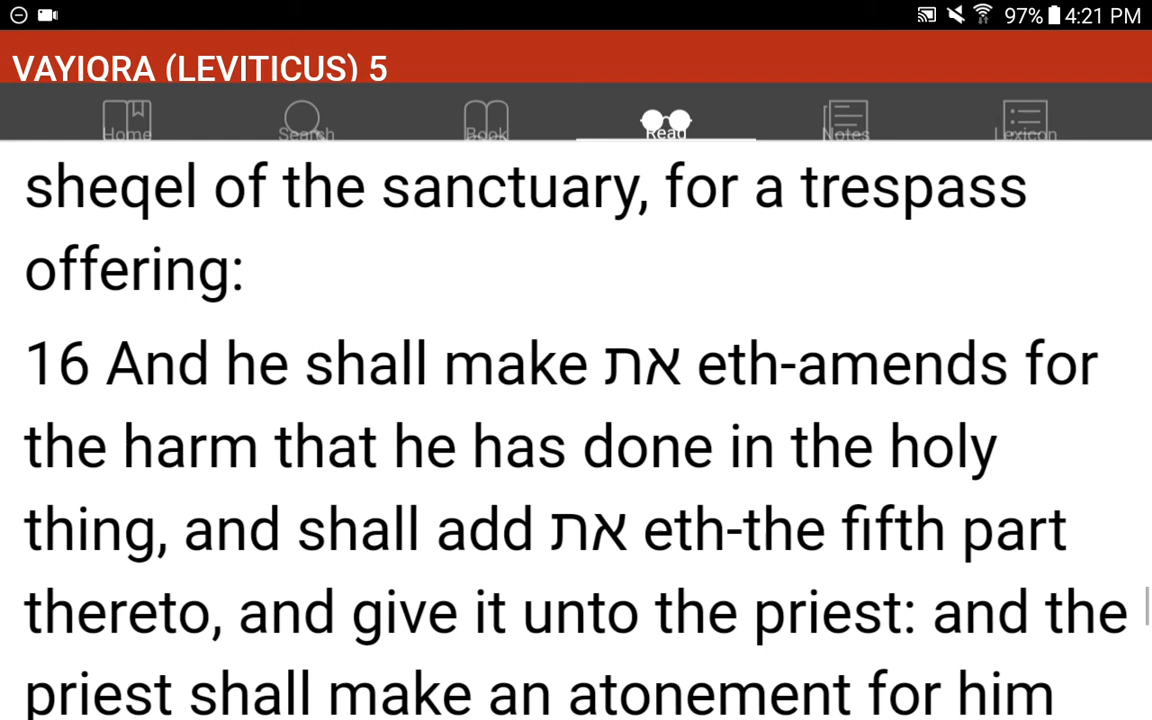 97% 4:21 PM
VAYIQRA (LEVITICUS) 5
Home Search Book Read Notes Lexicon
sheqel of the sanctuary, for a trespass
offering:
16 And he shall make את eth-amends for
the harm that he has done in the holy
thing, and shall add את eth-the fifth part
thereto, and give it unto the priest: and the
priest shall make an atonement for him